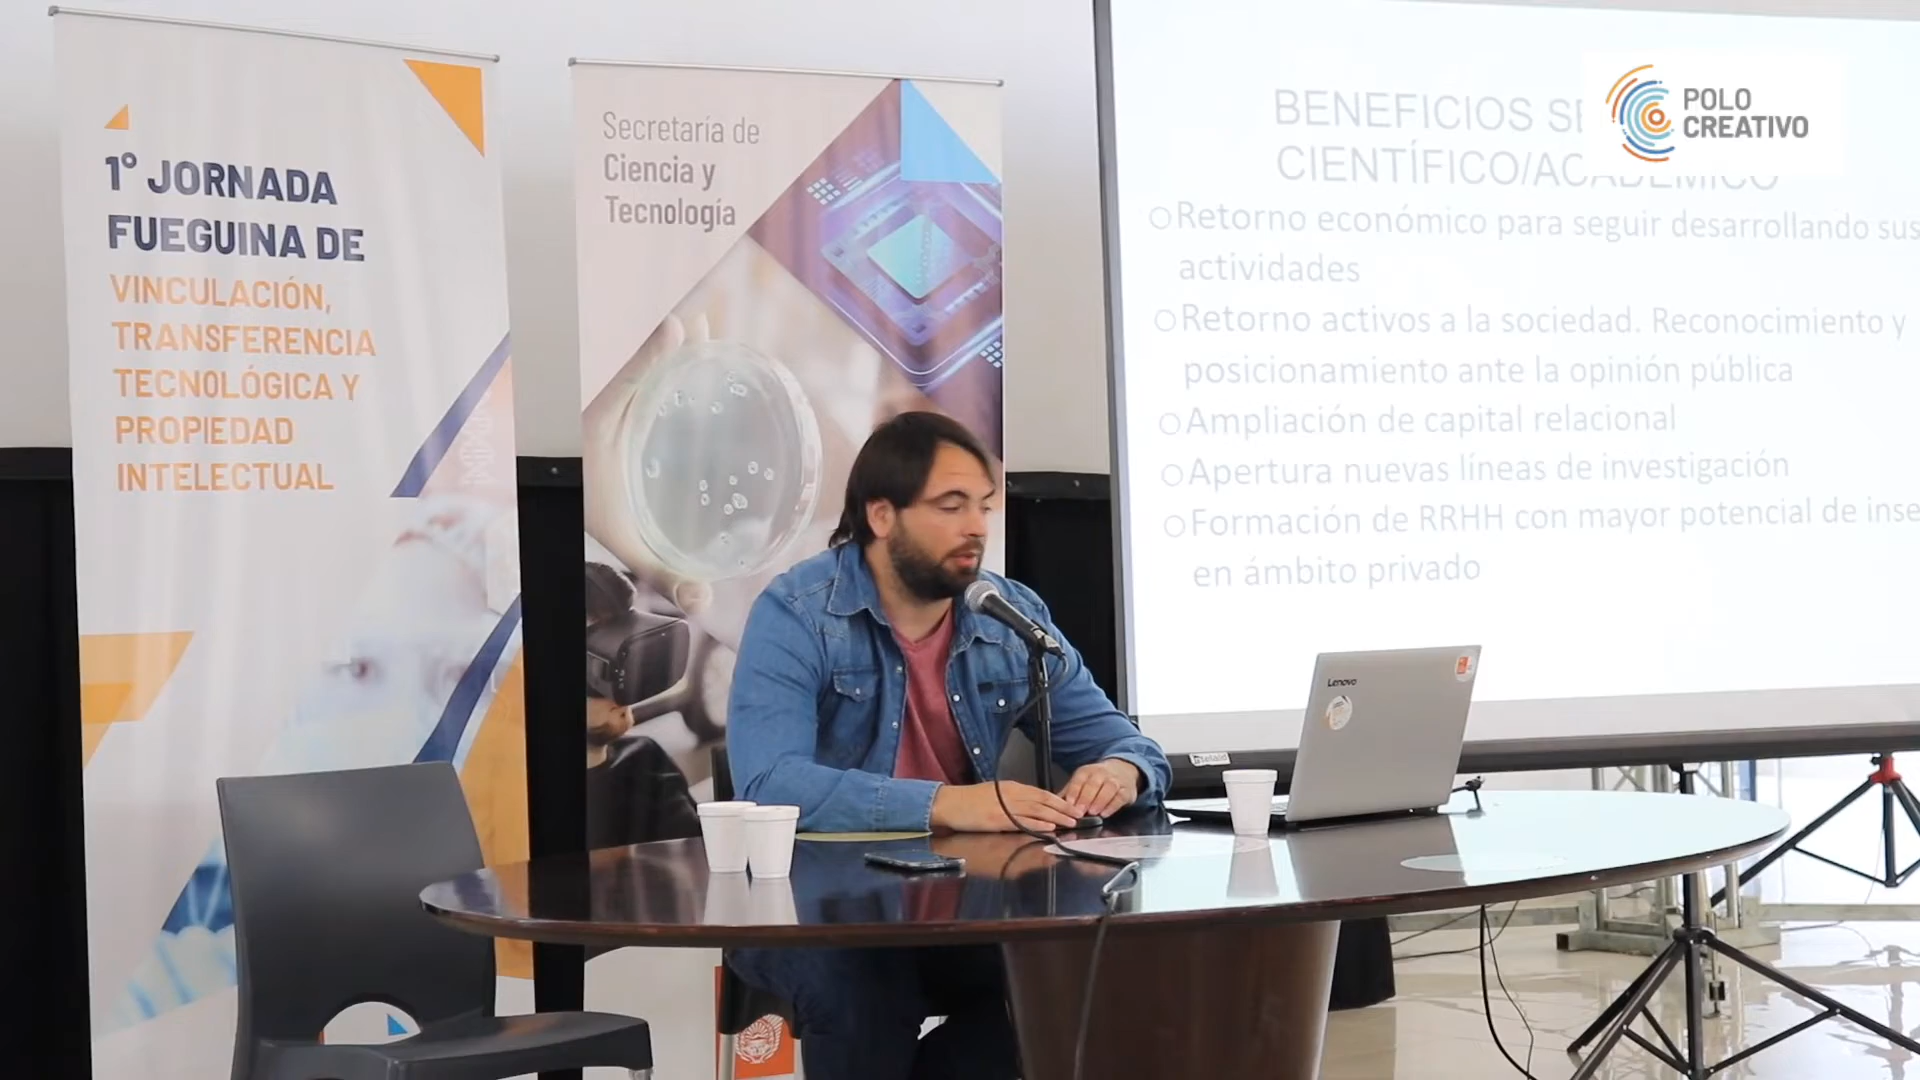 1° JORNADA
FUEGUINA DE
VINCULACIÓN,
TRANSFERENCIA
TECNOLÓGICA Y
PROPIEDAD
INTELECTUAL
Secretaría de
Ciencia y
Tecnología
BENEFICIOS
CIENTÍFICO/ACADÉMICO
Retorno económico para seguir desarrollando sus
actividades
Retorno activos a la sociedad. Reconocimiento y
posicionamiento ante la opinión pública
Ampliación de capital relacional
Apertura nuevas líneas de investigación
Formación de RRHH con mayor potencial de
en ámbito privado
POLO
CREATIVO
Lenovo